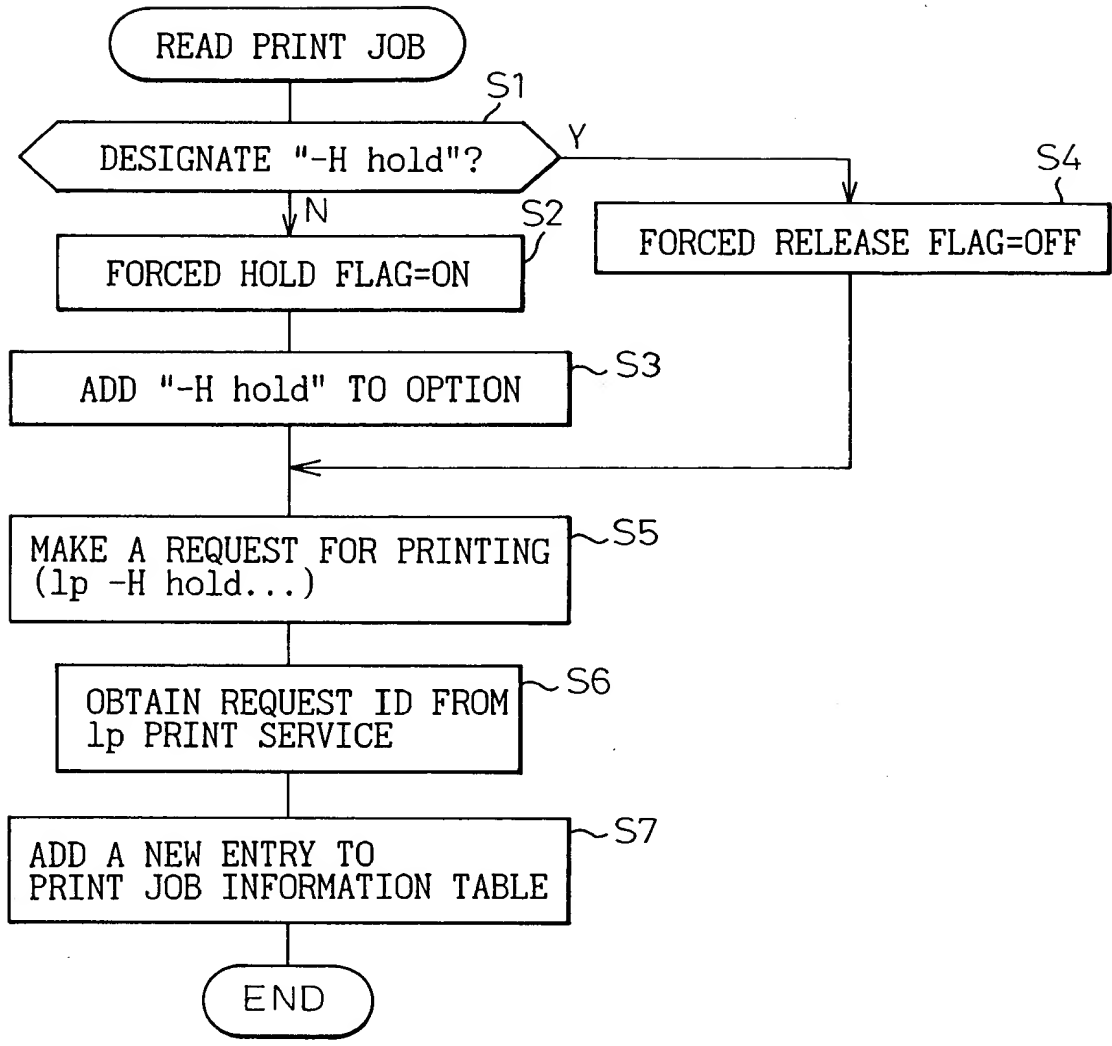 READ PRINT JOB
S1
DESIGNATE "-H hold"?
Y
N
S4
FORCED RELEASE FLAG=OFF
S2
FORCED HOLD FLAG=ON
S3
ADD "-H hold" TO OPTION
S5
MAKE A REQUEST FOR PRINTING
(lp -H hold...)
S6
OBTAIN REQUEST ID FROM
lp PRINT SERVICE
S7
ADD A NEW ENTRY TO
PRINT JOB INFORMATION TABLE
END